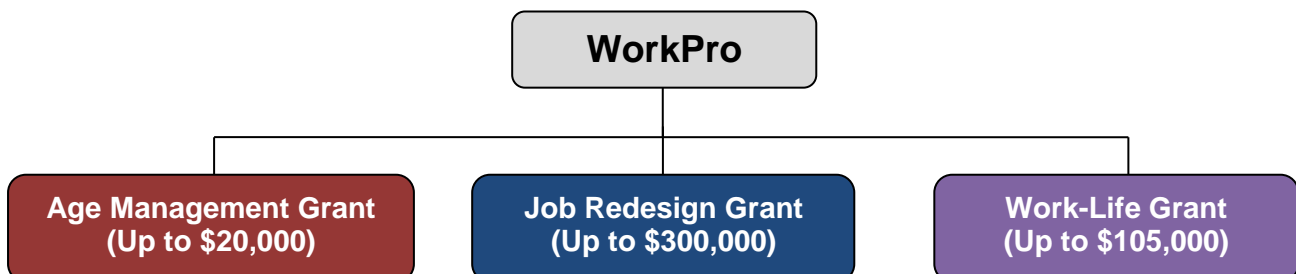 WorkPro
Age Management Grant
(Up to $20,000)
Job Redesign Grant
(Up to $300,000)
Work-Life Grant
(Up to $105,000)